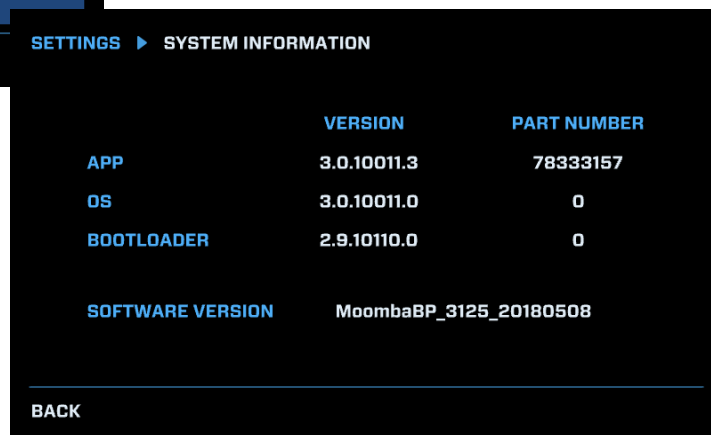 SETTINGS ▶ SYSTEM INFORMATION
VERSION PART NUMBER
APP 3.0.10011.3 78333157
OS 3.0.10011.0 0
BOOTLOADER 2.9.10110.0 0
SOFTWARE VERSION MoombaBP_3125_20180508
BACK